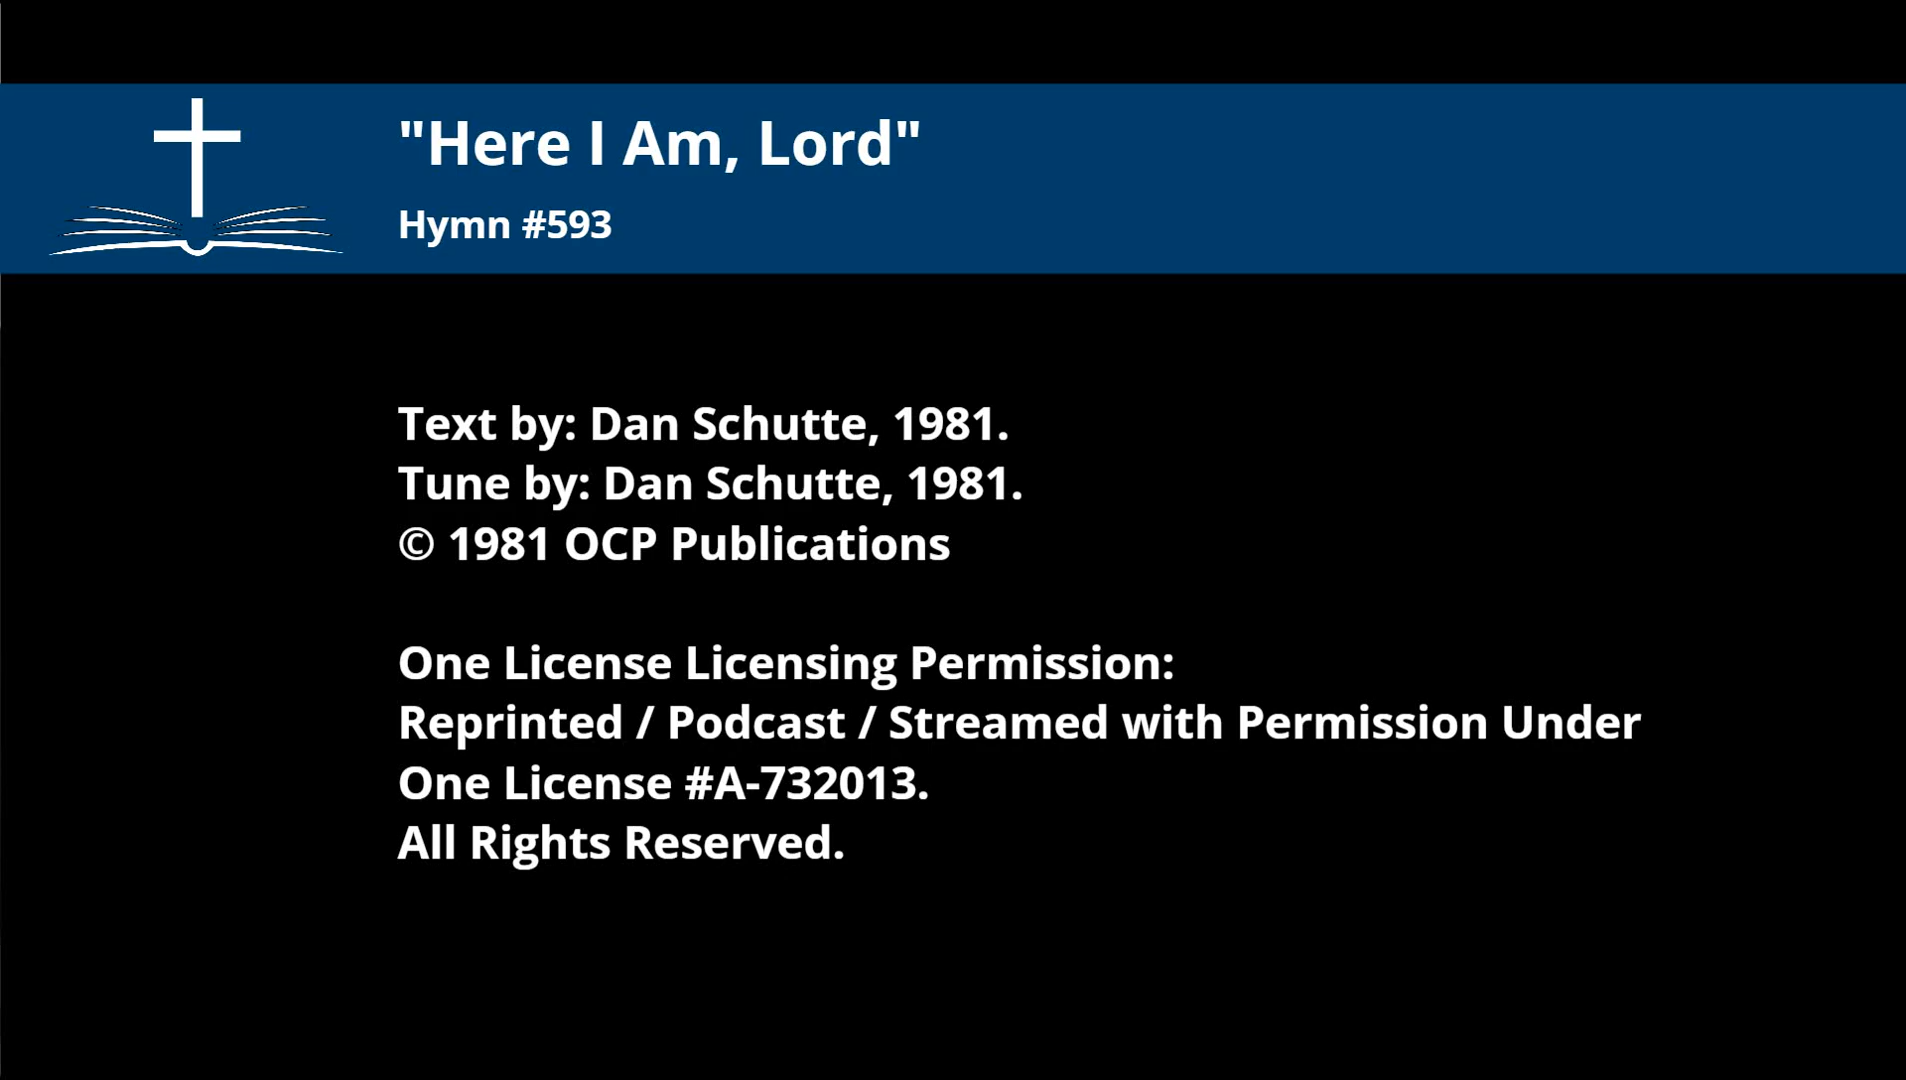 "Here I Am, Lord"
Hymn #593
Text by: Dan Schutte, 1981.
Tune by: Dan Schutte, 1981.
© 1981 OCP Publications
One License Licensing Permission:
Reprinted / Podcast / Streamed with Permission Under
One License #A-732013.
All Rights Reserved.